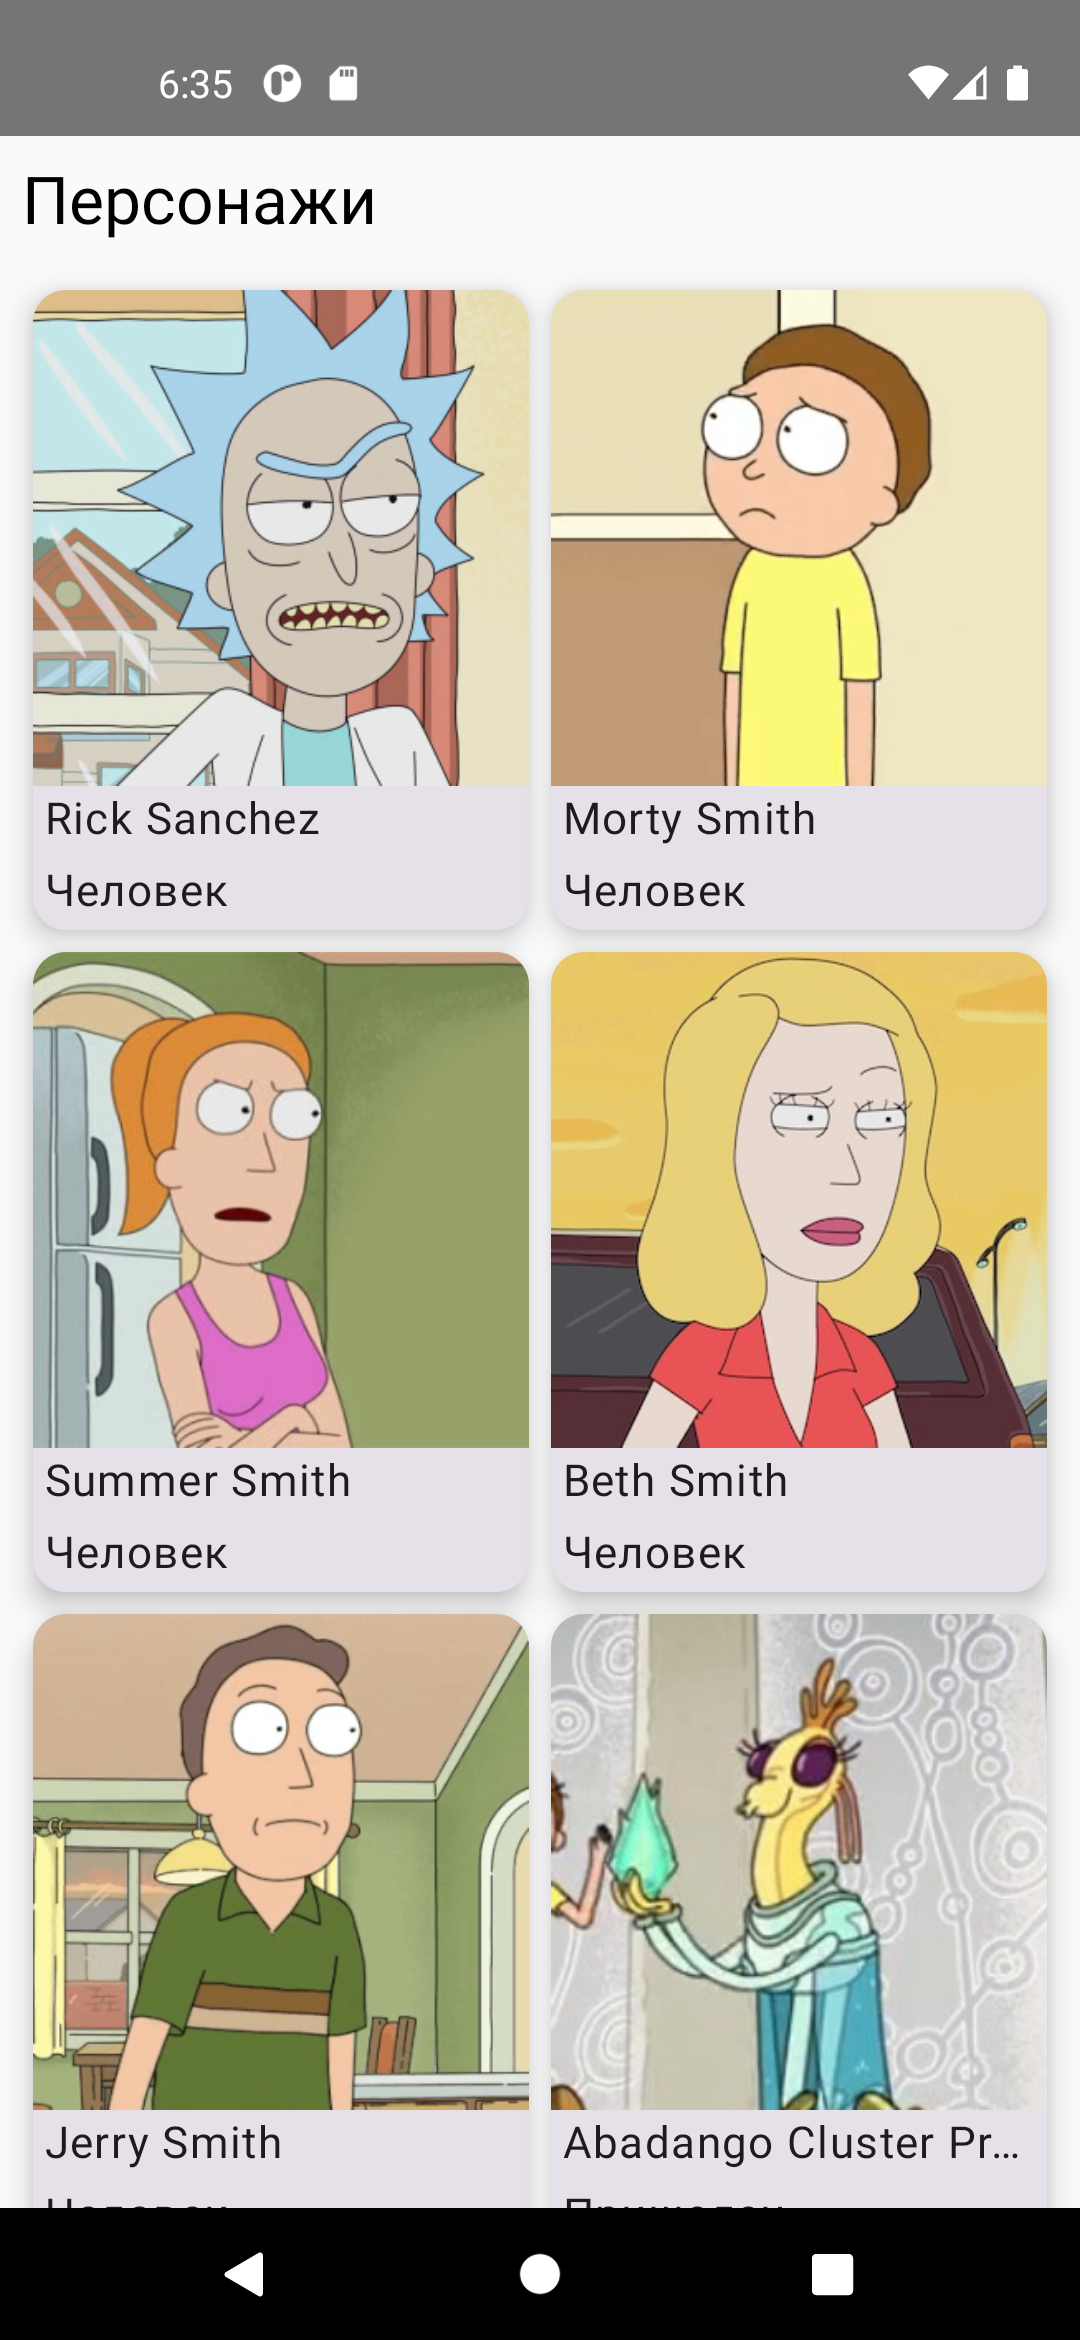 6:35
Персонажи
Rick Sanchez
Человек
Morty Smith
Человек
Summer Smith
Человек
Beth Smith
Человек
Jerry Smith
Abadango Cluster Pr...